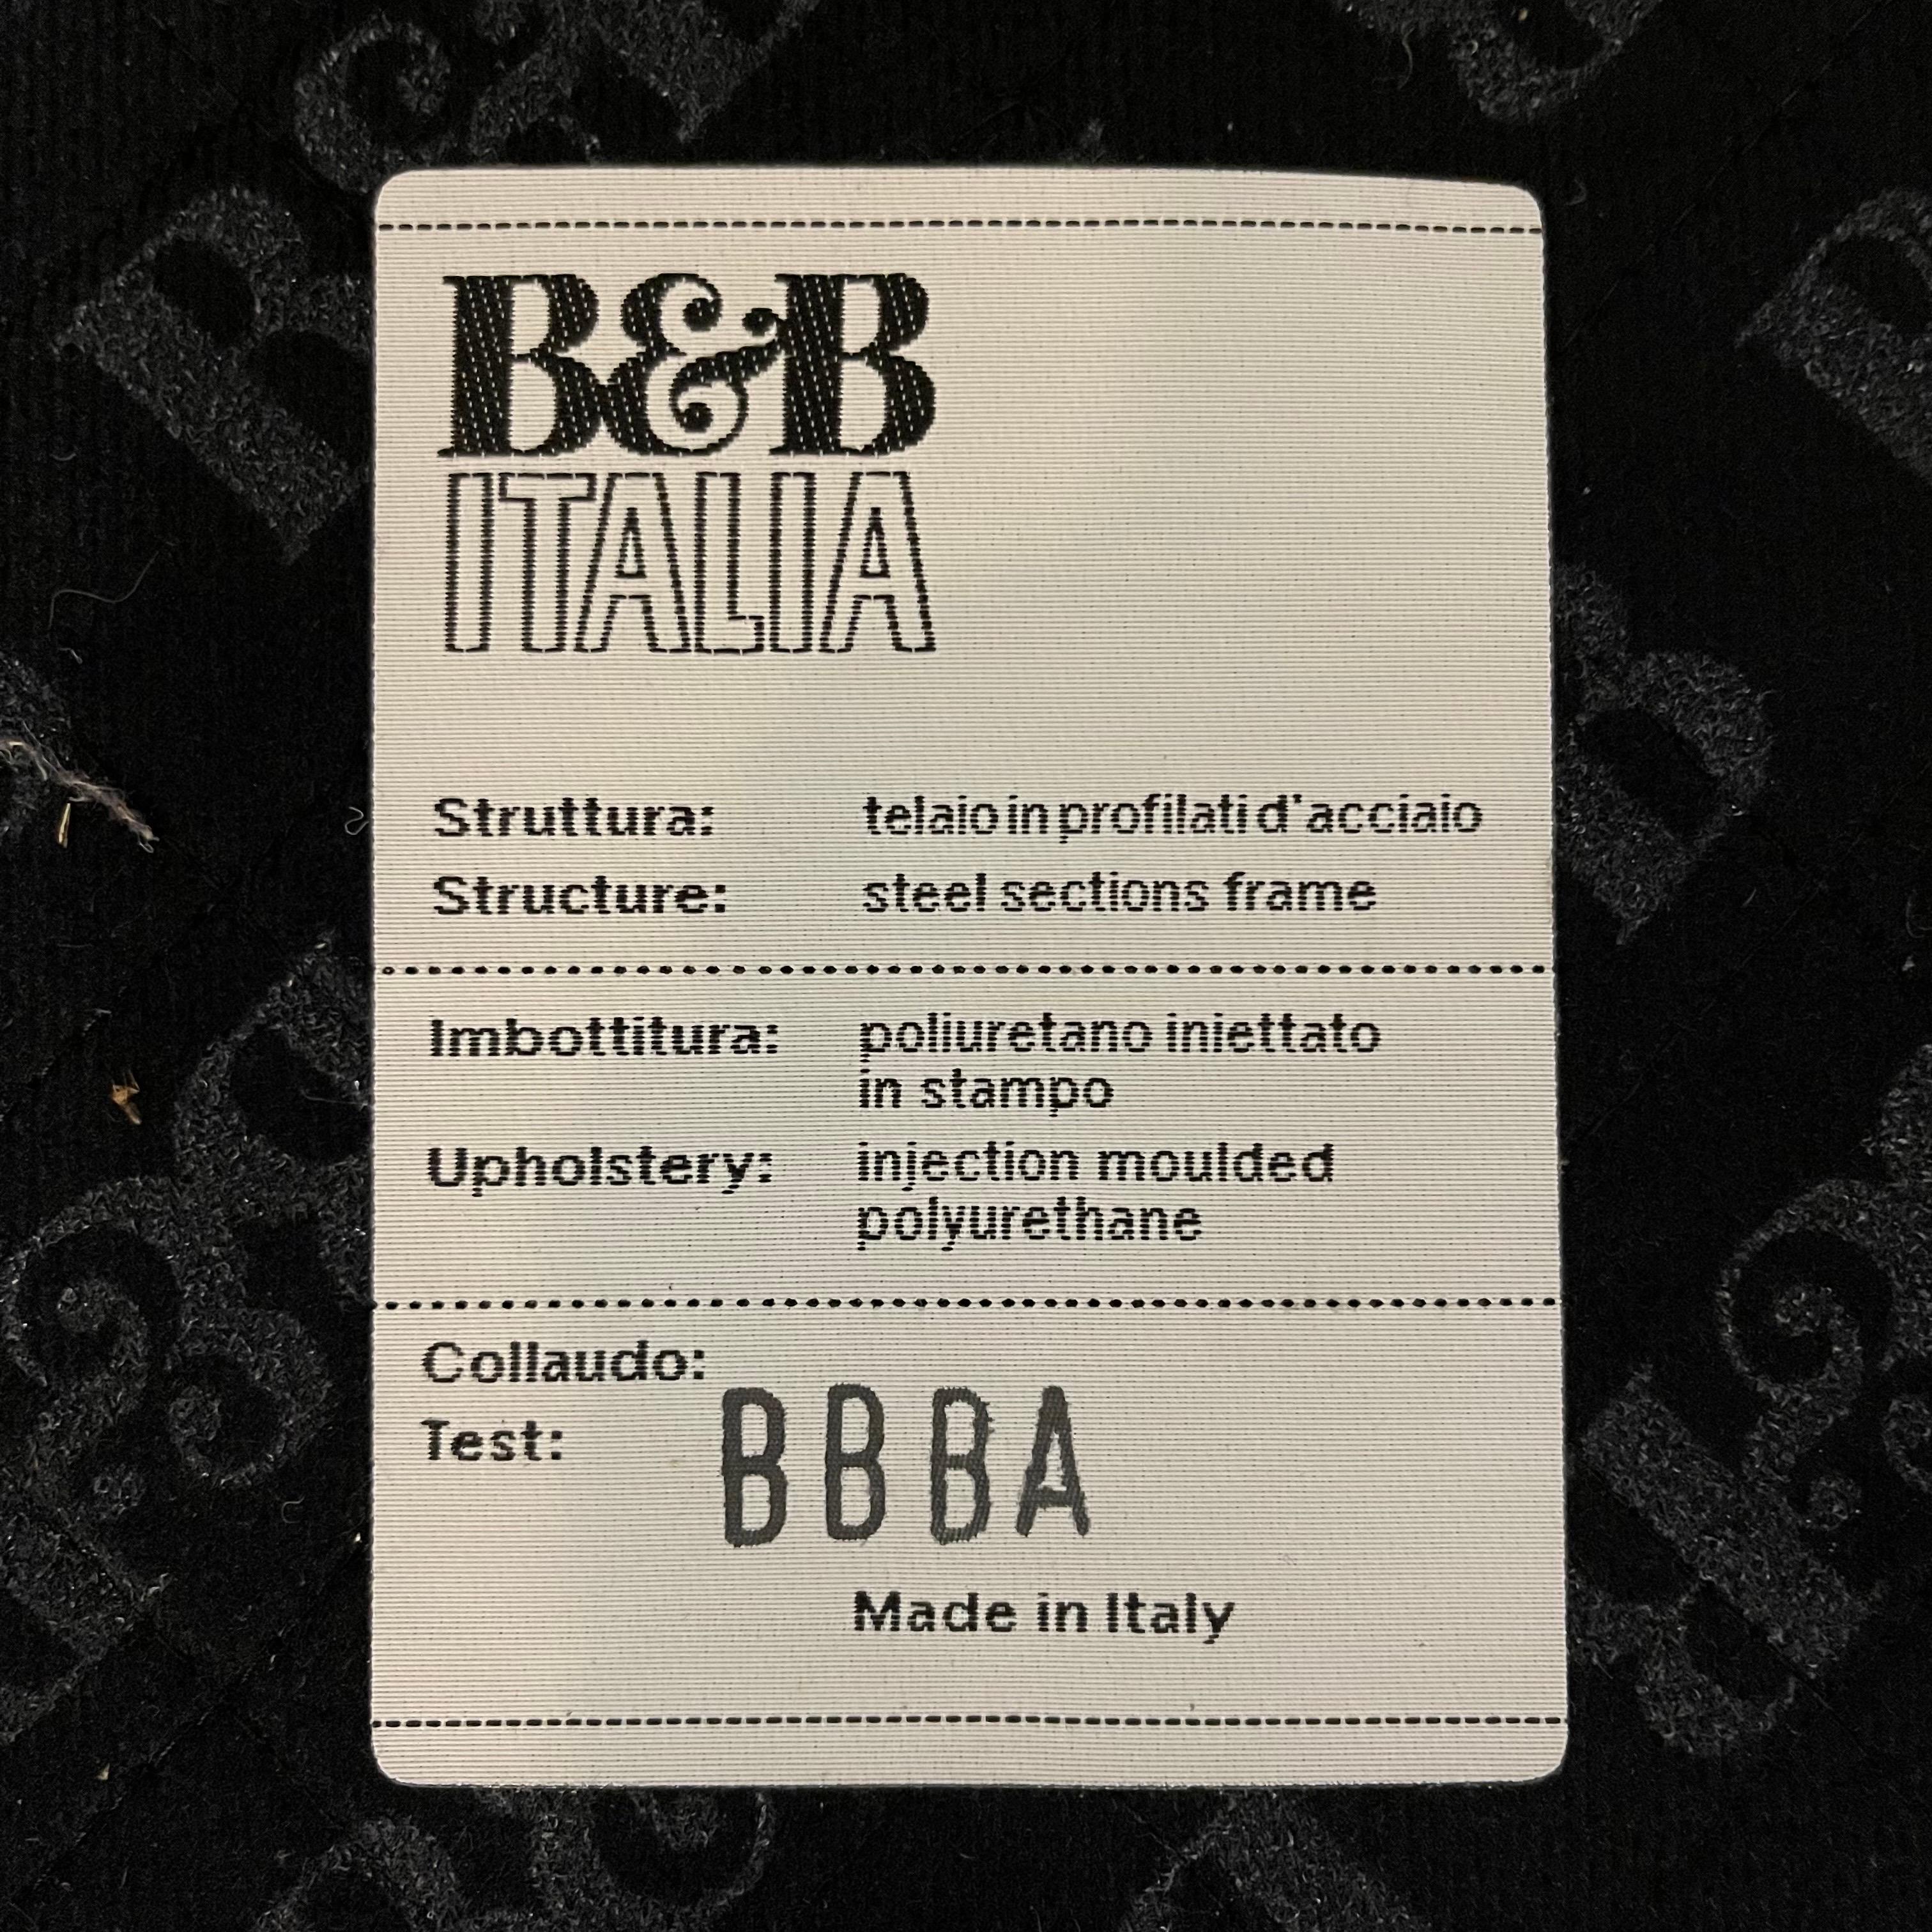 B&B
ITALIA
Struttura: telaio in profilati d'acciaio
Structure: steel sections frame
Imbottitura: poliuretano iniettato
in stampo
Upholstery: injection moulded
polyurethane
Collaudo:
Test: BBBA
Made in Italy